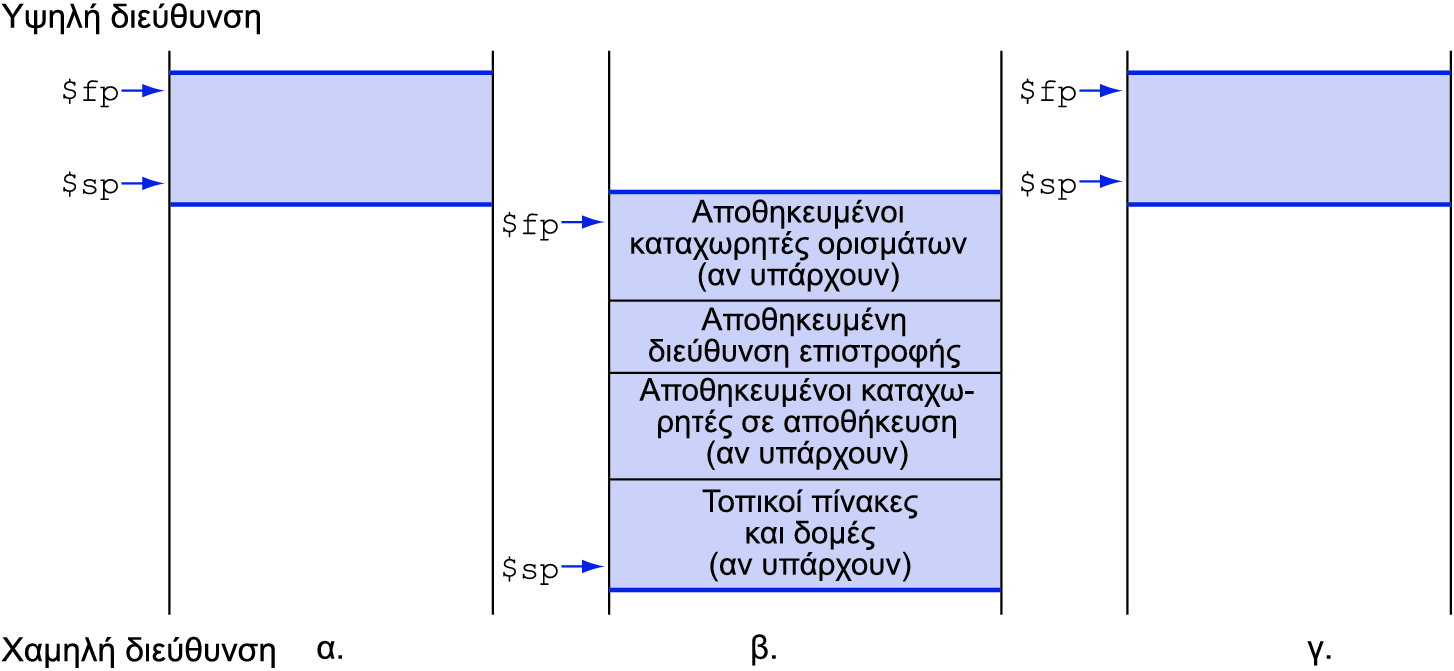 Υψηλή διεύθυνση
$fp
$sp
$fp
Αποθηκευμένοι
καταχωρητές ορισμάτων
(αν υπάρχουν)
Αποθηκευμένη
διεύθυνση επιστροφής
Αποθηκευμένοι καταχω-
ρητές σε αποθήκευση
(αν υπάρχουν)
Τοπικοί πίνακες
και δομές
(αν υπάρχουν)
$sp
$fp
$sp
Χαμηλή διεύθυνση α. β. γ.